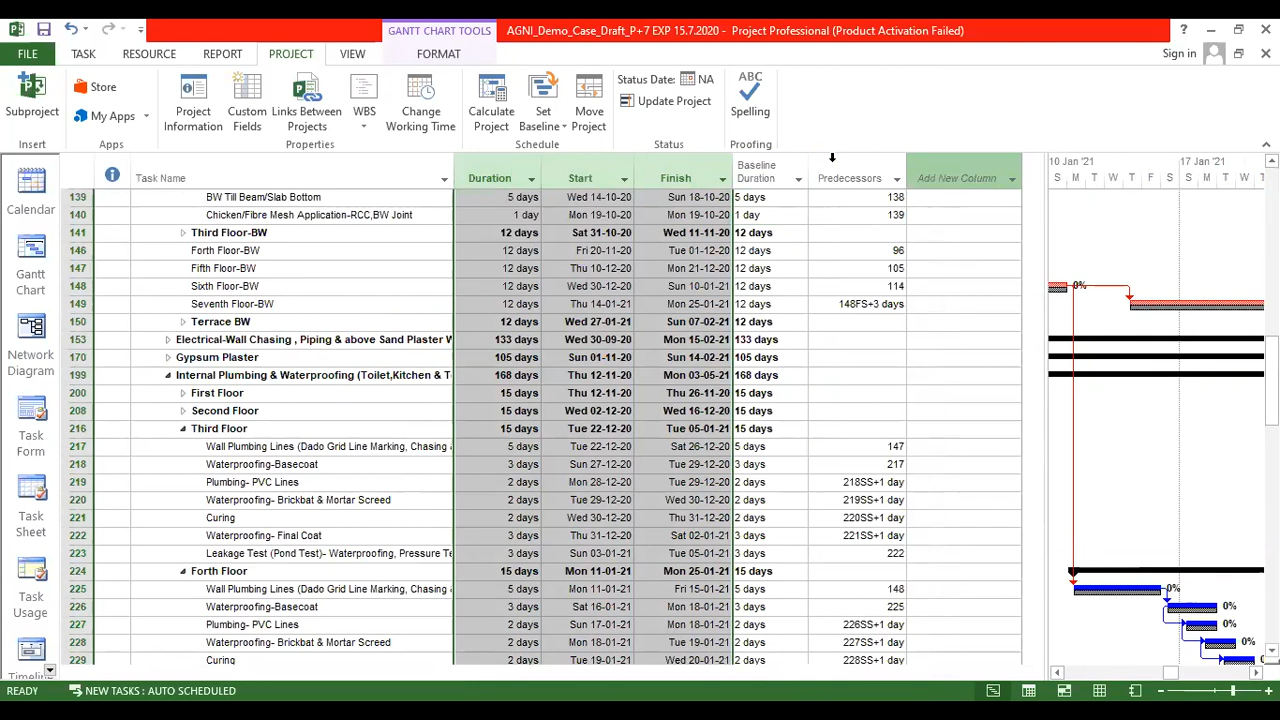 GANTT CHART TOOLS
AGNI_Demo_Case_Draft_P+7 EXP 15.7.2020 - Project Professional (Product Activation Failed)
FILE TASK RESOURCE REPORT PROJECT VIEW FORMAT Sign in
Subproject
Store
My Apps
Project Information
Custom Fields
Links Between Projects
WBS
Change Working Time
Calculate Project
Set Baseline
Move Project
Status Date: NA
Update Project
ABC Spelling
Insert Apps Properties Schedule Status Proofing
Calendar
Gantt Chart
Network Diagram
Task Form
Task Sheet
Task Usage
10 Jan '21 17 Jan '21
S M T W T F S S M T W
Task Name Duration Start Finish Baseline Duration Predecessors Add New Column
139 BW Till Beam/Slab Bottom 5 days Wed 14-10-20 Sun 18-10-20 5 days 138
140 Chicken/Fibre Mesh Application-RCC,BW Joint 1 day Mon 19-10-20 Mon 19-10-20 1 day 139
141 Third Floor-BW 12 days Sat 31-10-20 Wed 11-11-20 12 days
146 Forth Floor-BW 12 days Fri 20-11-20 Tue 01-12-20 12 days 96
147 Fifth Floor-BW 12 days Thu 10-12-20 Mon 21-12-20 12 days 105
148 Sixth Floor-BW 12 days Wed 30-12-20 Sun 10-01-21 12 days 114 0%
149 Seventh Floor-BW 12 days Thu 14-01-21 Mon 25-01-21 12 days 148FS+3 days
150 Terrace BW 12 days Wed 27-01-21 Sun 07-02-21 12 days
153 Electrical-Wall Chasing , Piping & above Sand Plaster W 133 days Wed 30-09-20 Mon 15-02-21 133 days
170 Gypsum Plaster 105 days Sun 01-11-20 Sun 14-02-21 105 days
199 Internal Plumbing & Waterproofing (Toilet,Kitchen & T 168 days Thu 12-11-20 Mon 03-05-21 168 days
200 First Floor 15 days Thu 12-11-20 Thu 26-11-20 15 days
208 Second Floor 15 days Wed 02-12-20 Wed 16-12-20 15 days
216 Third Floor 15 days Tue 22-12-20 Tue 05-01-21 15 days
217 Wall Plumbing Lines (Dado Grid Line Marking, Chasing 5 days Tue 22-12-20 Sat 26-12-20 5 days 147
218 Waterproofing-Basecoat 3 days Sun 27-12-20 Tue 29-12-20 3 days 217
219 Plumbing- PVC Lines 2 days Mon 28-12-20 Tue 29-12-20 2 days 218SS+1 day
220 Waterproofing- Brickbat & Mortar Screed 2 days Tue 29-12-20 Wed 30-12-20 2 days 219SS+1 day
221 Curing 2 days Wed 30-12-20 Thu 31-12-20 2 days 220SS+1 day
222 Waterproofing- Final Coat 3 days Thu 31-12-20 Sat 02-01-21 3 days 221SS+1 day
223 Leakage Test (Pond Test)- Waterproofing, Pressure Te 3 days Sun 03-01-21 Tue 05-01-21 3 days 222
224 Forth Floor 15 days Mon 11-01-21 Mon 25-01-21 15 days
225 Wall Plumbing Lines (Dado Grid Line Marking, Chasing 5 days Mon 11-01-21 Fri 15-01-21 5 days 148 0%
226 Waterproofing-Basecoat 3 days Sat 16-01-21 Mon 18-01-21 3 days 225 0%
227 Plumbing- PVC Lines 2 days Sun 17-01-21 Mon 18-01-21 2 days 226SS+1 day 0%
228 Waterproofing- Brickbat & Mortar Screed 2 days Mon 18-01-21 Tue 19-01-21 2 days 227SS+1 day 0%
229 Curing 2 days Tue 19-01-21 Wed 20-01-21 2 days 228SS+1 day 0%
READY NEW TASKS : AUTO SCHEDULED